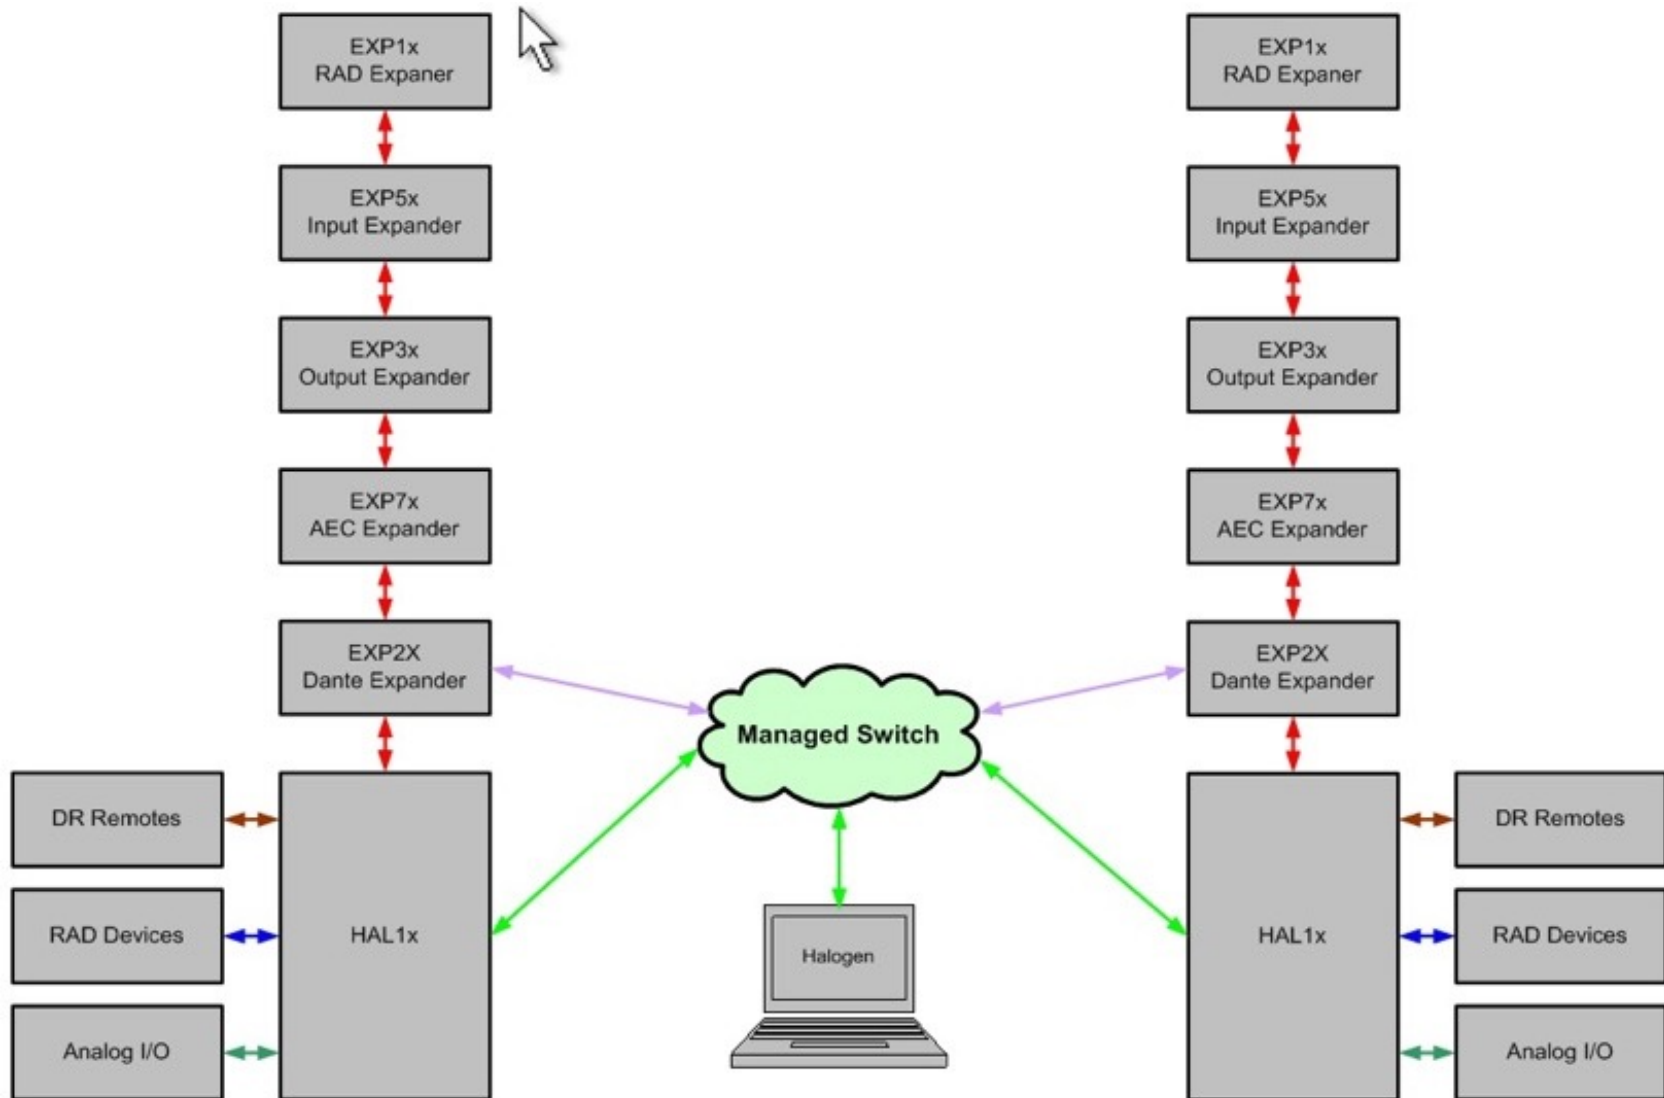 EXP1x
RAD Expaner
EXP1x
RAD Expaner
EXP5x
Input Expander
EXP5x
Input Expander
EXP3x
Output Expander
EXP3x
Output Expander
EXP7x
AEC Expander
EXP7x
AEC Expander
EXP2X
Dante Expander
EXP2X
Dante Expander
Managed Switch
DR Remotes
DR Remotes
RAD Devices
HAL1x
Halogen
HAL1x
RAD Devices
Analog I/O
Analog I/O